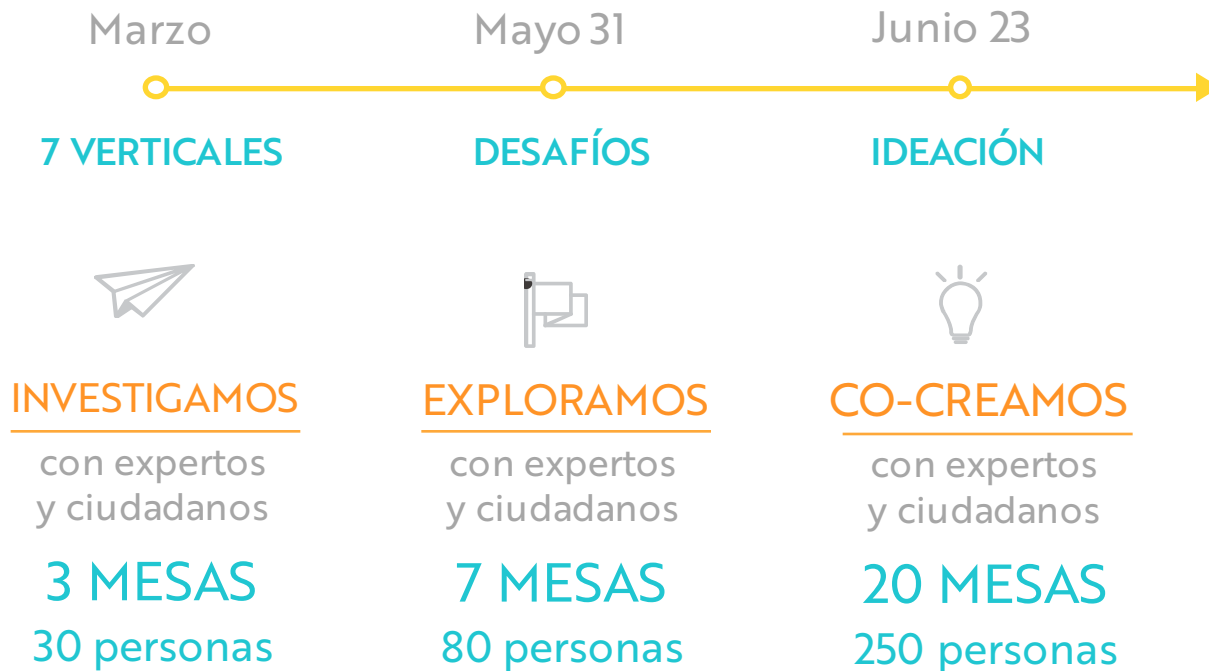 Marzo
Mayo 31
Junio 23
7 VERTICALES
DESAFÍOS
IDEACIÓN
INVESTIGAMOS
EXPLORAMOS
CO-CREAMOS
con expertos
y ciudadanos
con expertos
y ciudadanos
con expertos
y ciudadanos
3 MESAS
7 MESAS
20 MESAS
30 personas
80 personas
250 personas